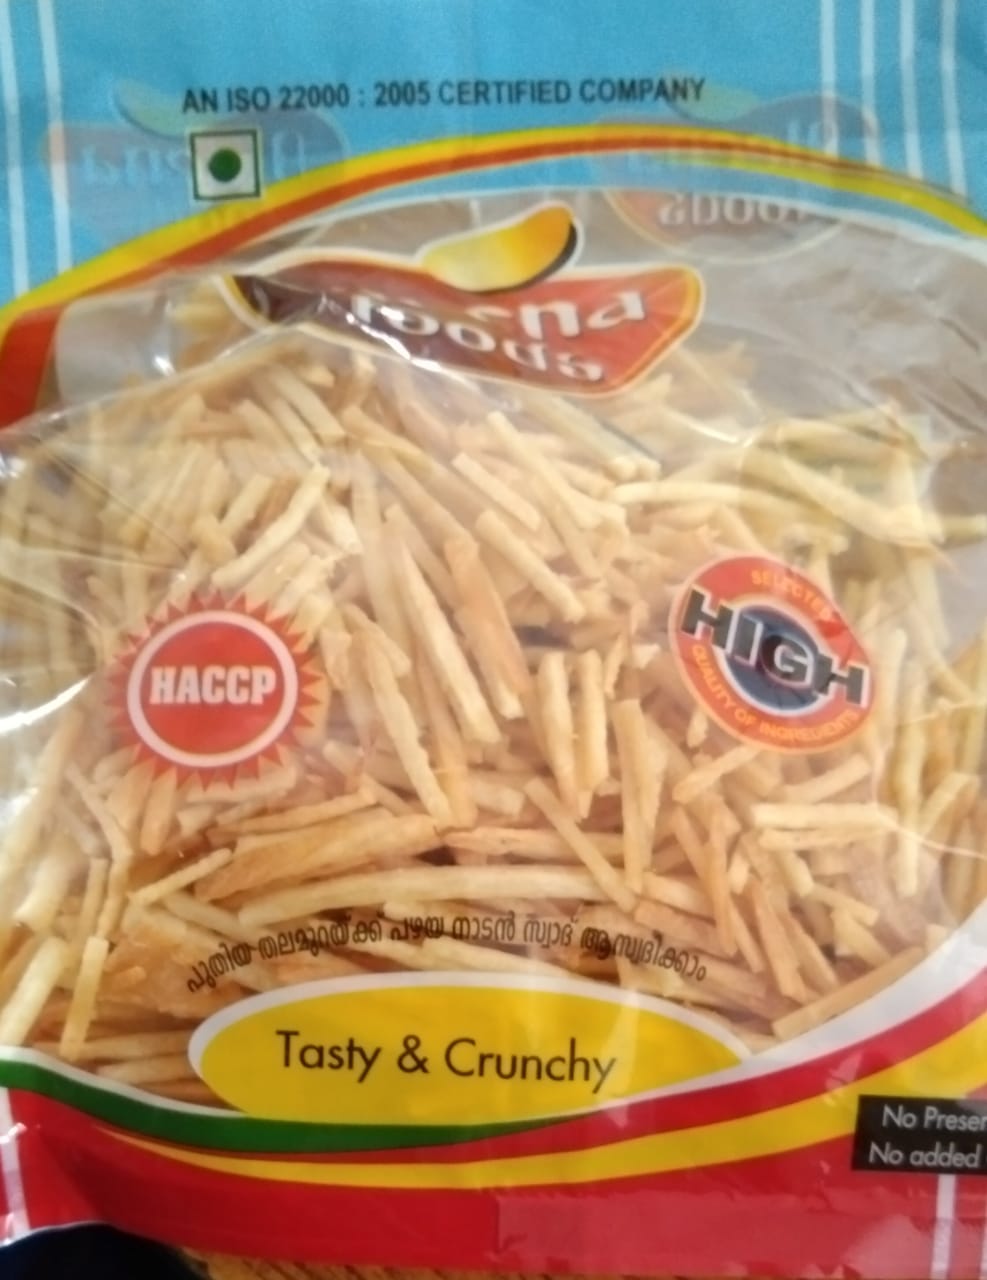 AN ISO 22000 : 2005 CERTIFIED COMPANY
foods
HACCP
SELECTED
HIGH
QUALITY OF INGREDIENTS
പുതിയ തലമുറയ്ക്ക് പഴയ നാടൻ സ്വാദ് ആസ്വദിക്കാം
Tasty & Crunchy
No
No added